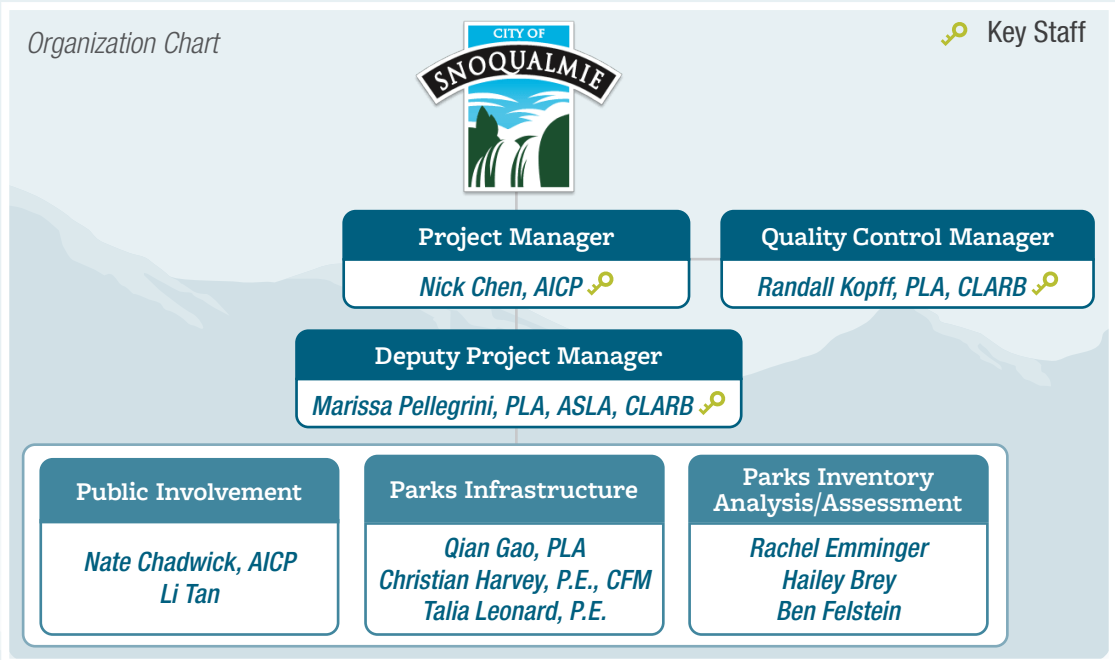 Organization Chart
CITY OF
SNOQUALMIE
Key Staff
Project Manager
Nick Chen, AICP
Quality Control Manager
Randall Kopff, PLA, CLARB
Deputy Project Manager
Marissa Pellegrini, PLA, ASLA, CLARB
Public Involvement
Nate Chadwick, AICP
Li Tan
Parks Infrastructure
Qian Gao, PLA
Christian Harvey, P.E., CFM
Talia Leonard, P.E.
Parks Inventory
Analysis/Assessment
Rachel Emminger
Hailey Brey
Ben Felstein